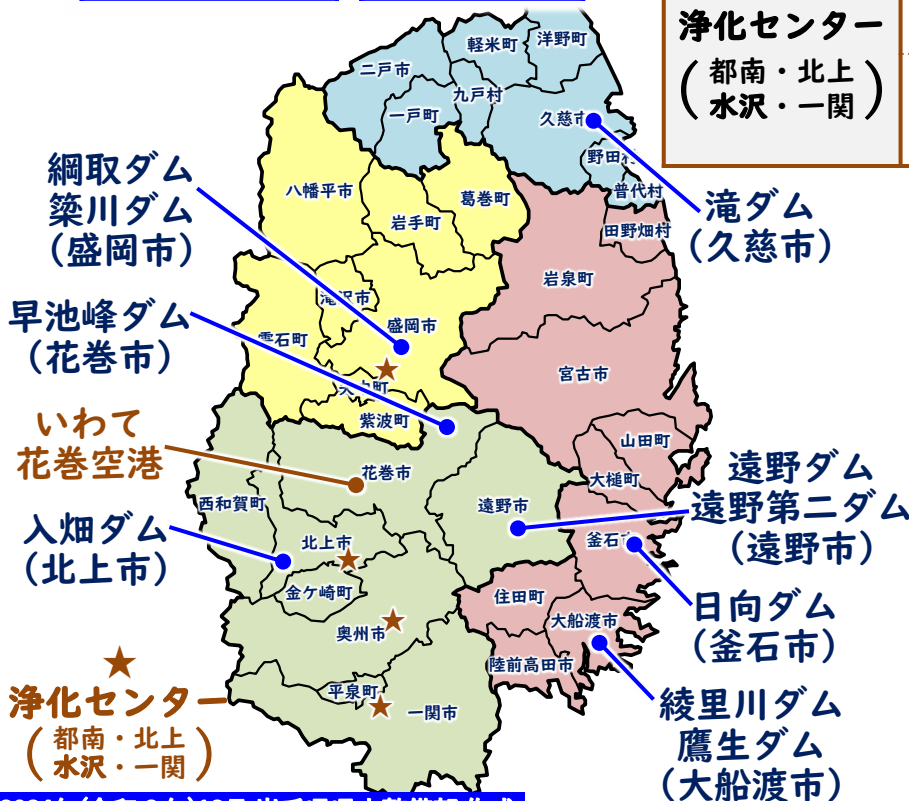 浄化センター
(都南・北上
水沢・一関)
洋野町
軽米町
二戸市
九戸村
一戸町
久慈市
野田村
普代村
綱取ダム
簗川ダム
(盛岡市)
八幡平市
葛巻町
岩手町
田野畑村
滝ダム
(久慈市)
岩泉町
早池峰ダム
(花巻市)
滝沢市
盛岡市
雫石町
宮古市
紫波町
いわて
花巻空港
花巻市
山田町
大槌町
遠野ダム
遠野第二ダム
(遠野市)
西和賀町
遠野市
入畑ダム
(北上市)
北上市
釜石市
金ケ崎町
住田町
日向ダム
(釜石市)
奥州市
大船渡市
陸前高田市
浄化センター
(都南・北上
水沢・一関)
平泉町
一関市
綾里川ダム
鷹生ダム
(大船渡市)